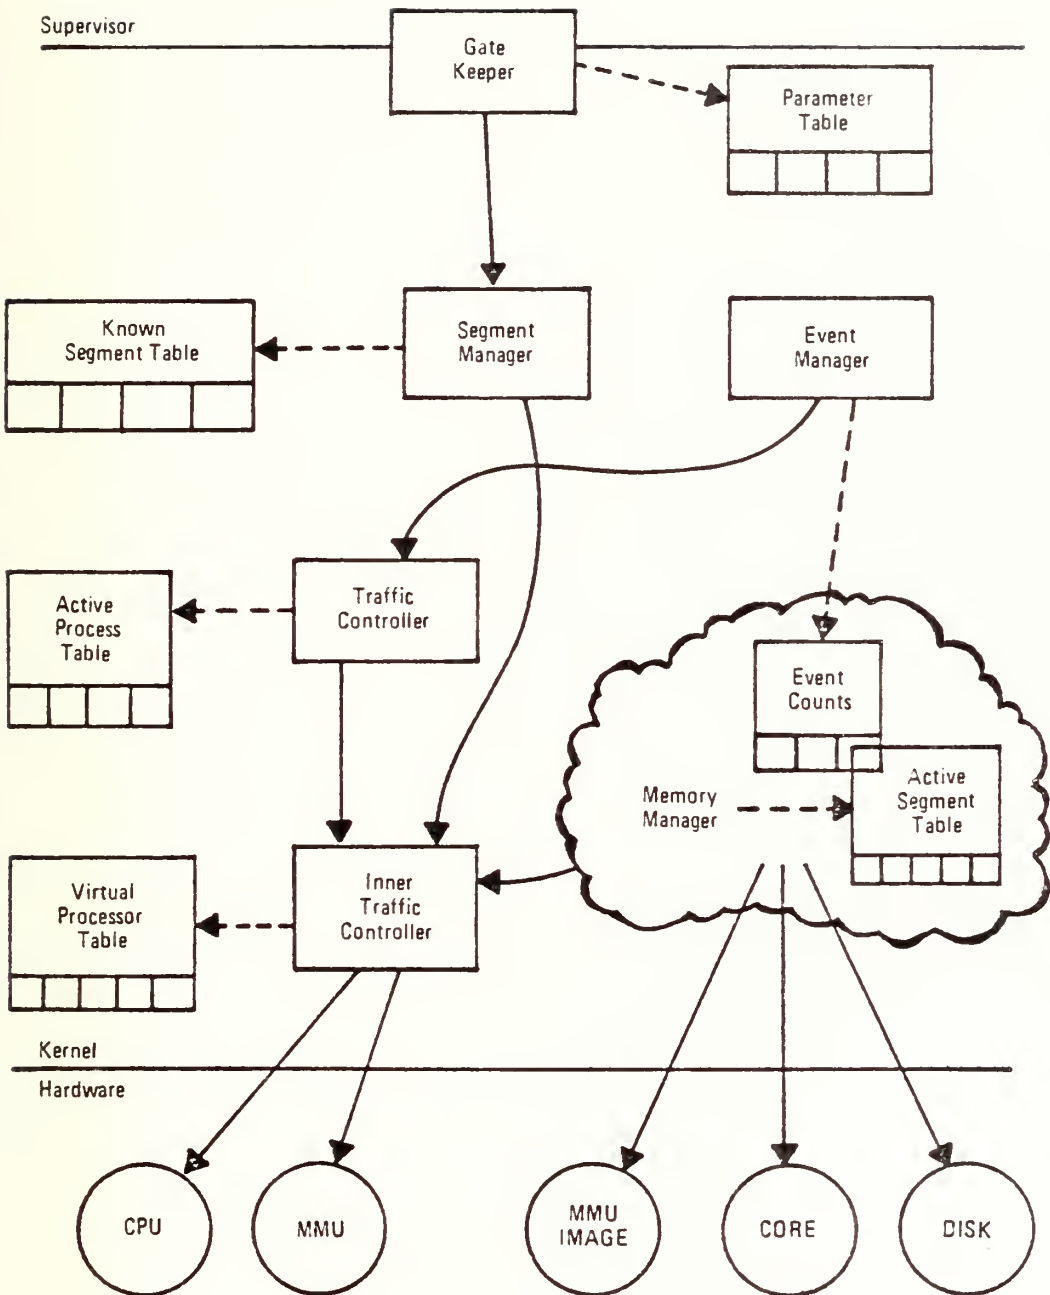 Supervisor
Gate
Keeper
Parameter
Table
Known
Segment Table
Segment
Manager
Event
Manager
Active
Process
Table
Traffic
Controller
Event
Counts
Memory
Manager
Active
Segment
Table
Virtual
Processor
Table
Inner
Traffic
Controller
Kernel
Hardware
CPU
MMU
MMU
IMAGE
CORE
DISK